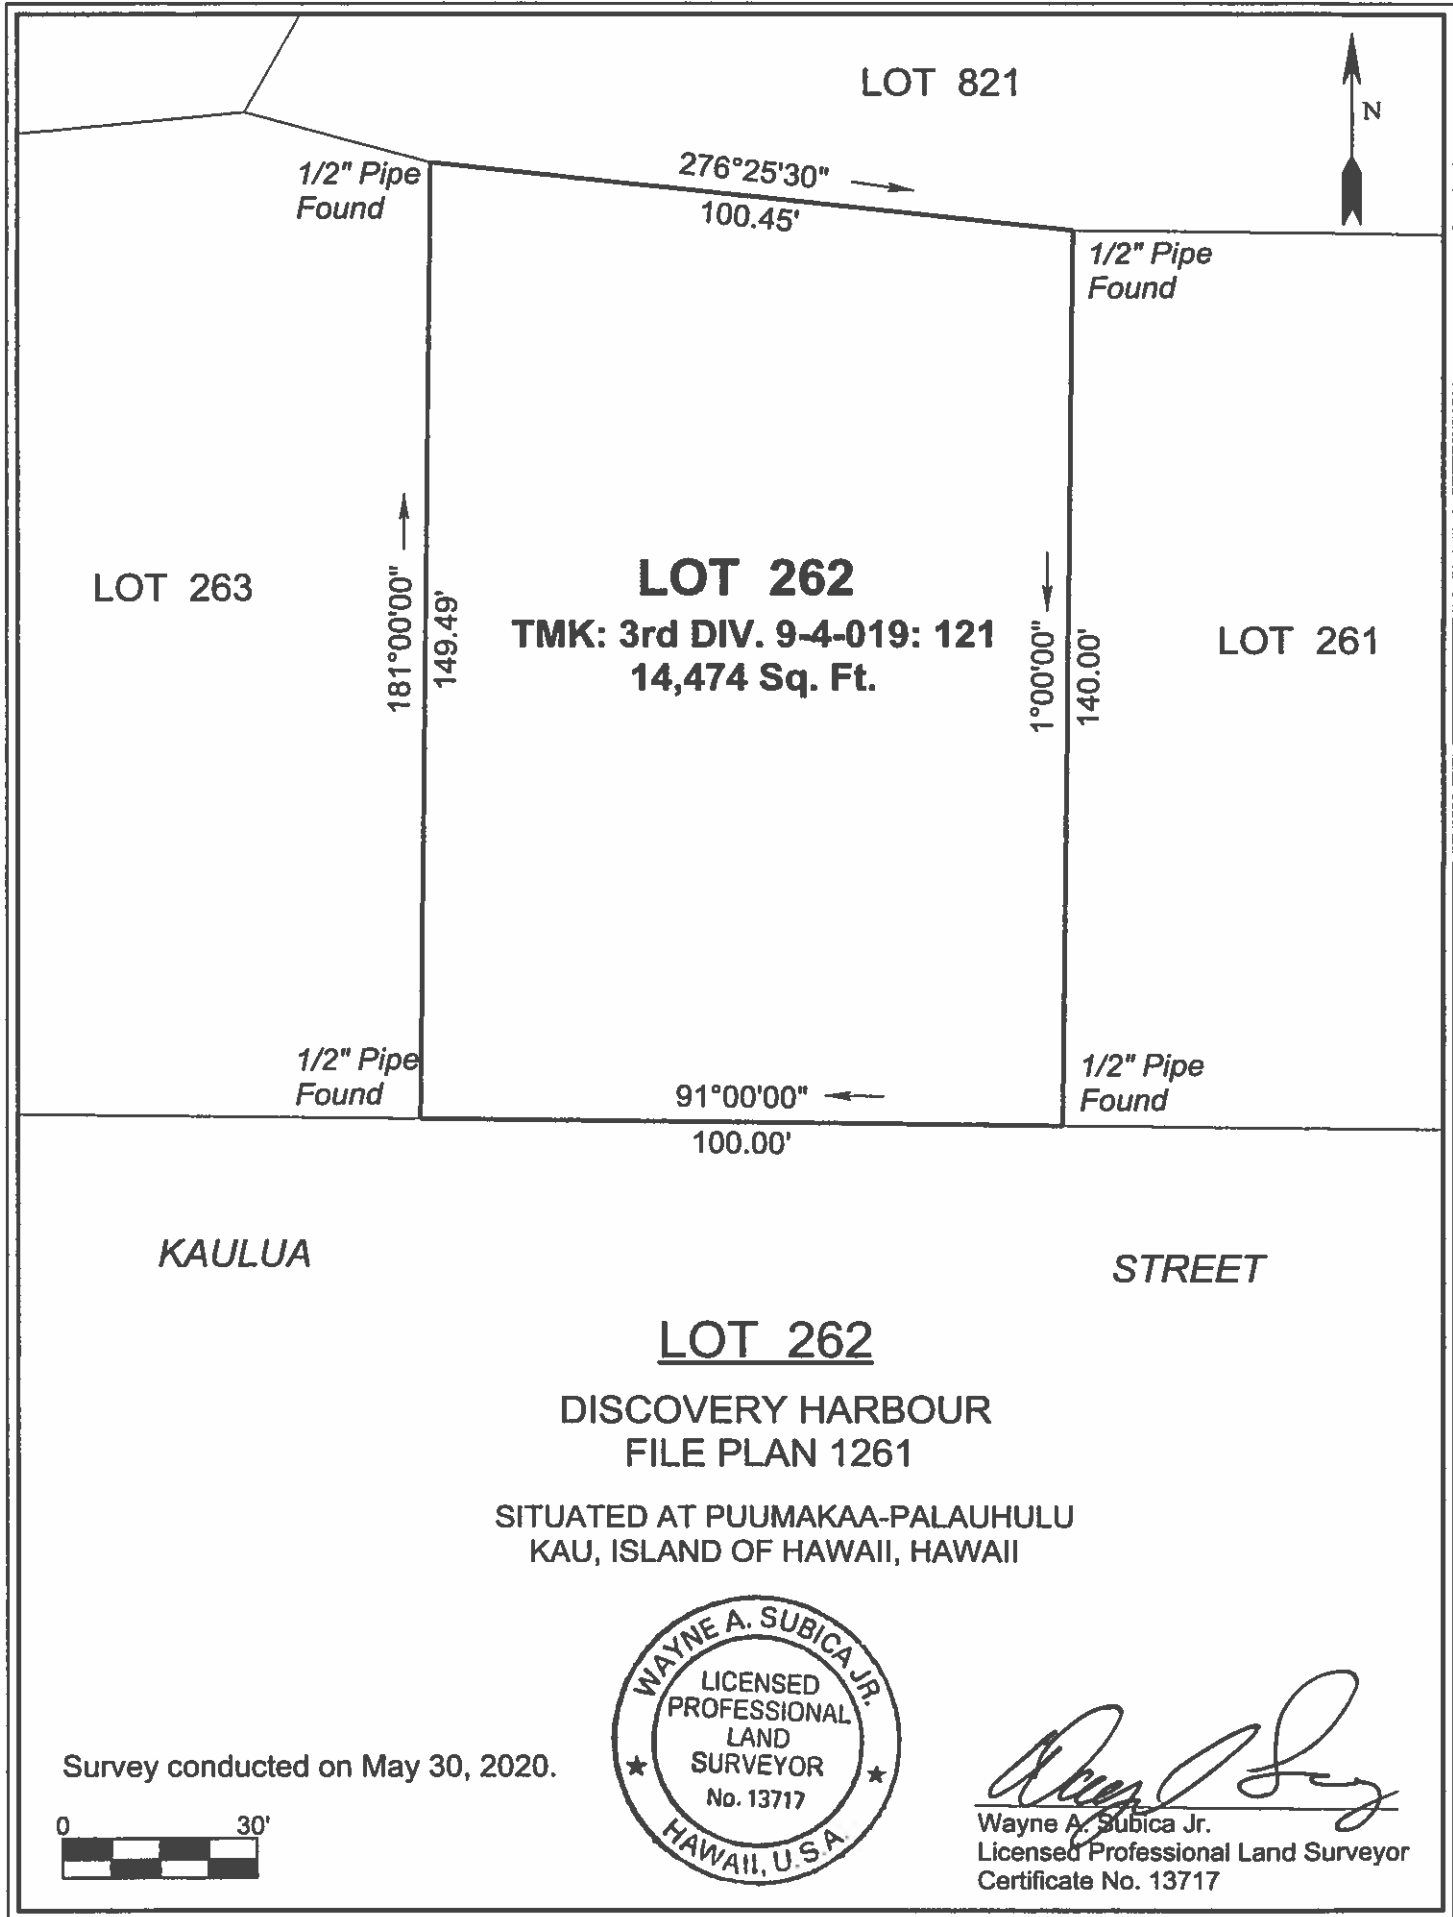 LOT 821
N
276°25'30"
100.45'
1/2" Pipe
Found
1/2" Pipe
Found
LOT 263
181°00'00"
149.49'
LOT 262
TMK: 3rd DIV. 9-4-019: 121
14,474 Sq. Ft.
1°00'00"
140.00'
LOT 261
1/2" Pipe
Found
1/2" Pipe
Found
91°00'00"
100.00'
KAULUA
STREET
LOT 262
DISCOVERY HARBOUR
FILE PLAN 1261
SITUATED AT PUUMAKAA-PALAUHULU
KAU, ISLAND OF HAWAII, HAWAII
WAYNE A. SUBICA JR.
LICENSED
PROFESSIONAL
LAND
SURVEYOR
No. 13717
HAWAII, U.S.A.
Survey conducted on May 30, 2020.
0 30'
Wayne A. Subica Jr.
Licensed Professional Land Surveyor
Certificate No. 13717